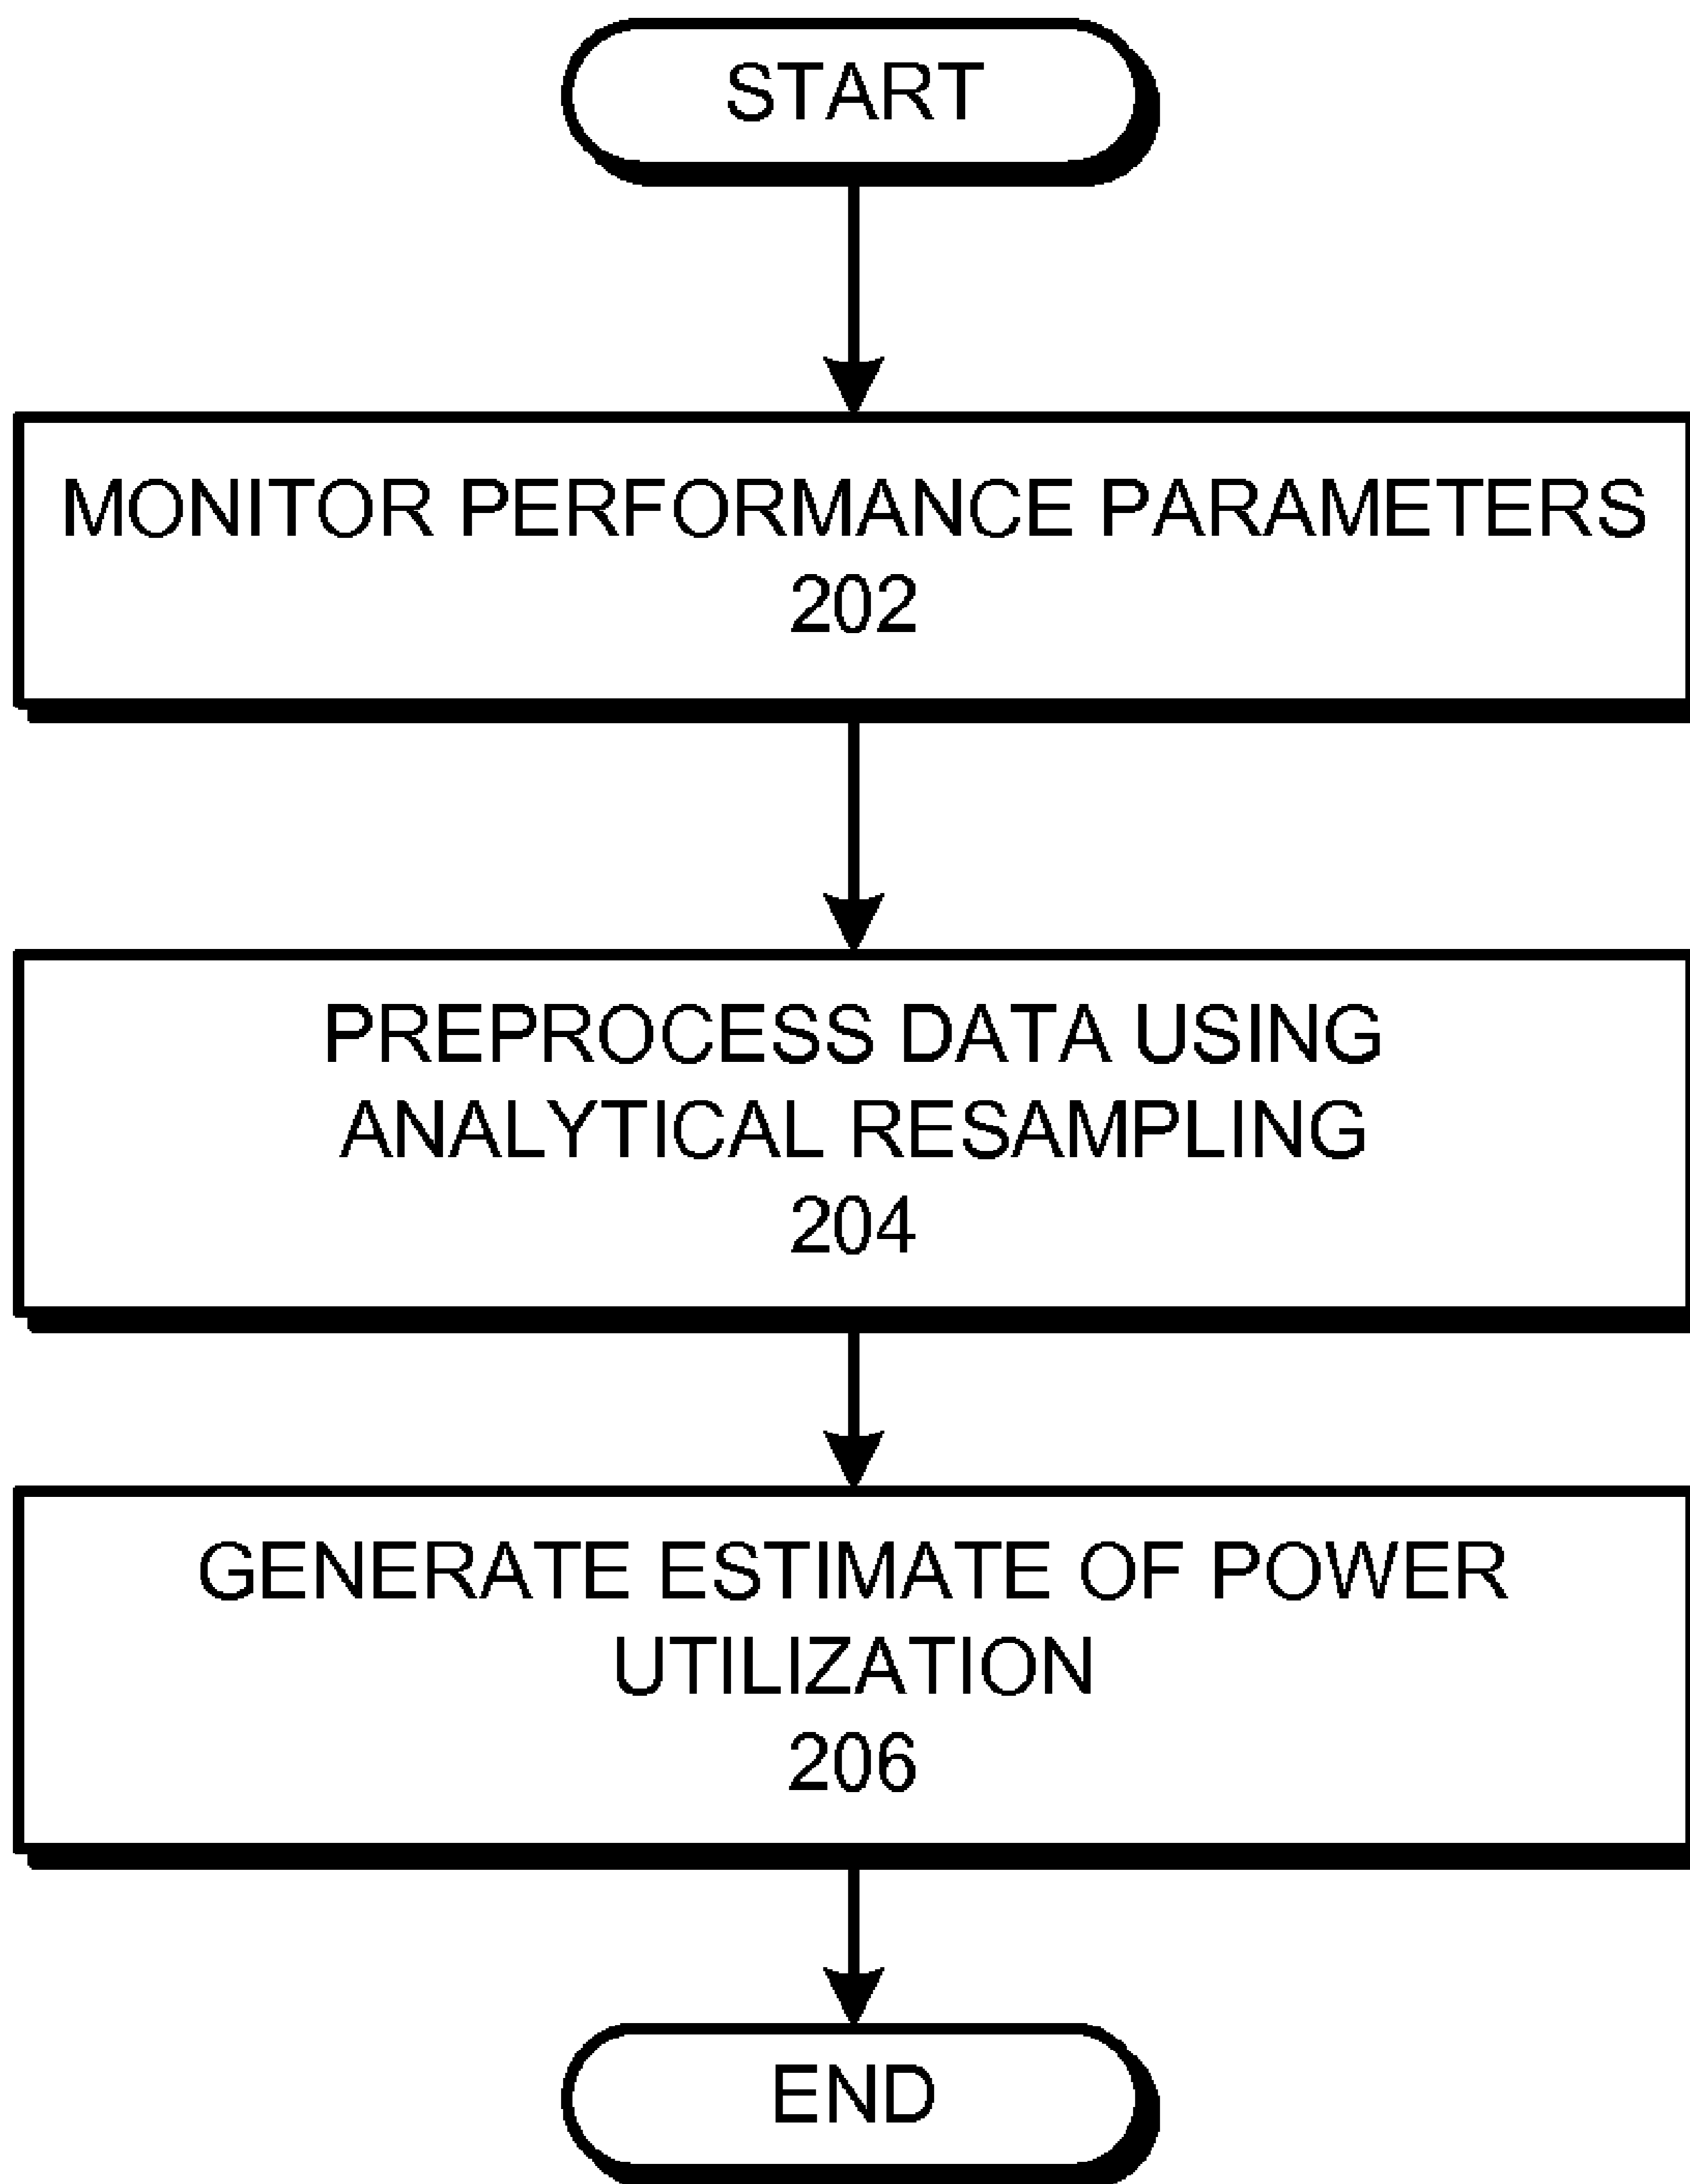 START
MONITOR PERFORMANCE PARAMETERS
202
PREPROCESS DATA USING
ANALYTICAL RESAMPLING
204
GENERATE ESTIMATE OF POWER
UTILIZATION
206
END